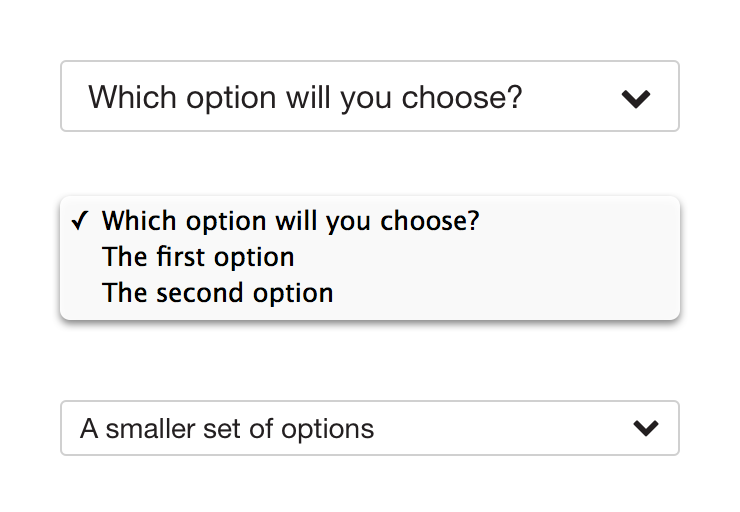 Which option will you choose?
✓ Which option will you choose?
The first option
The second option
A smaller set of options